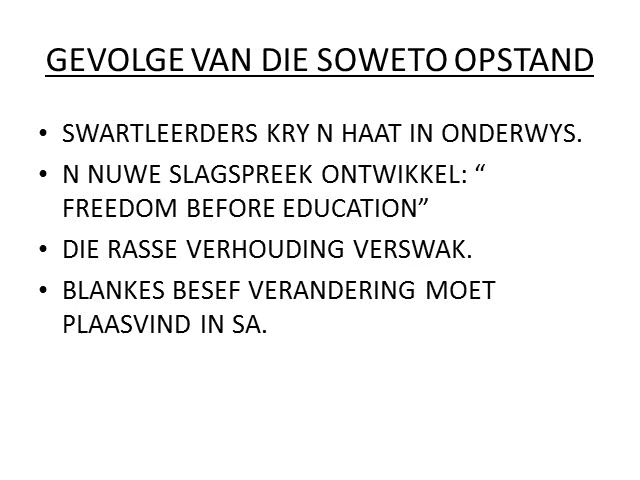 GEVOLGE VAN DIE SOWETO OPSTAND
• SWARTLEERDERS KRY N HAAT IN ONDERWYS.
• N NUWE SLAGSPREEK ONTWIKKEL: “
FREEDOM BEFORE EDUCATION”
• DIE RASSE VERHOUDING VERSWAK.
• BLANKES BESEF VERANDERING MOET
PLAASVIND IN SA.